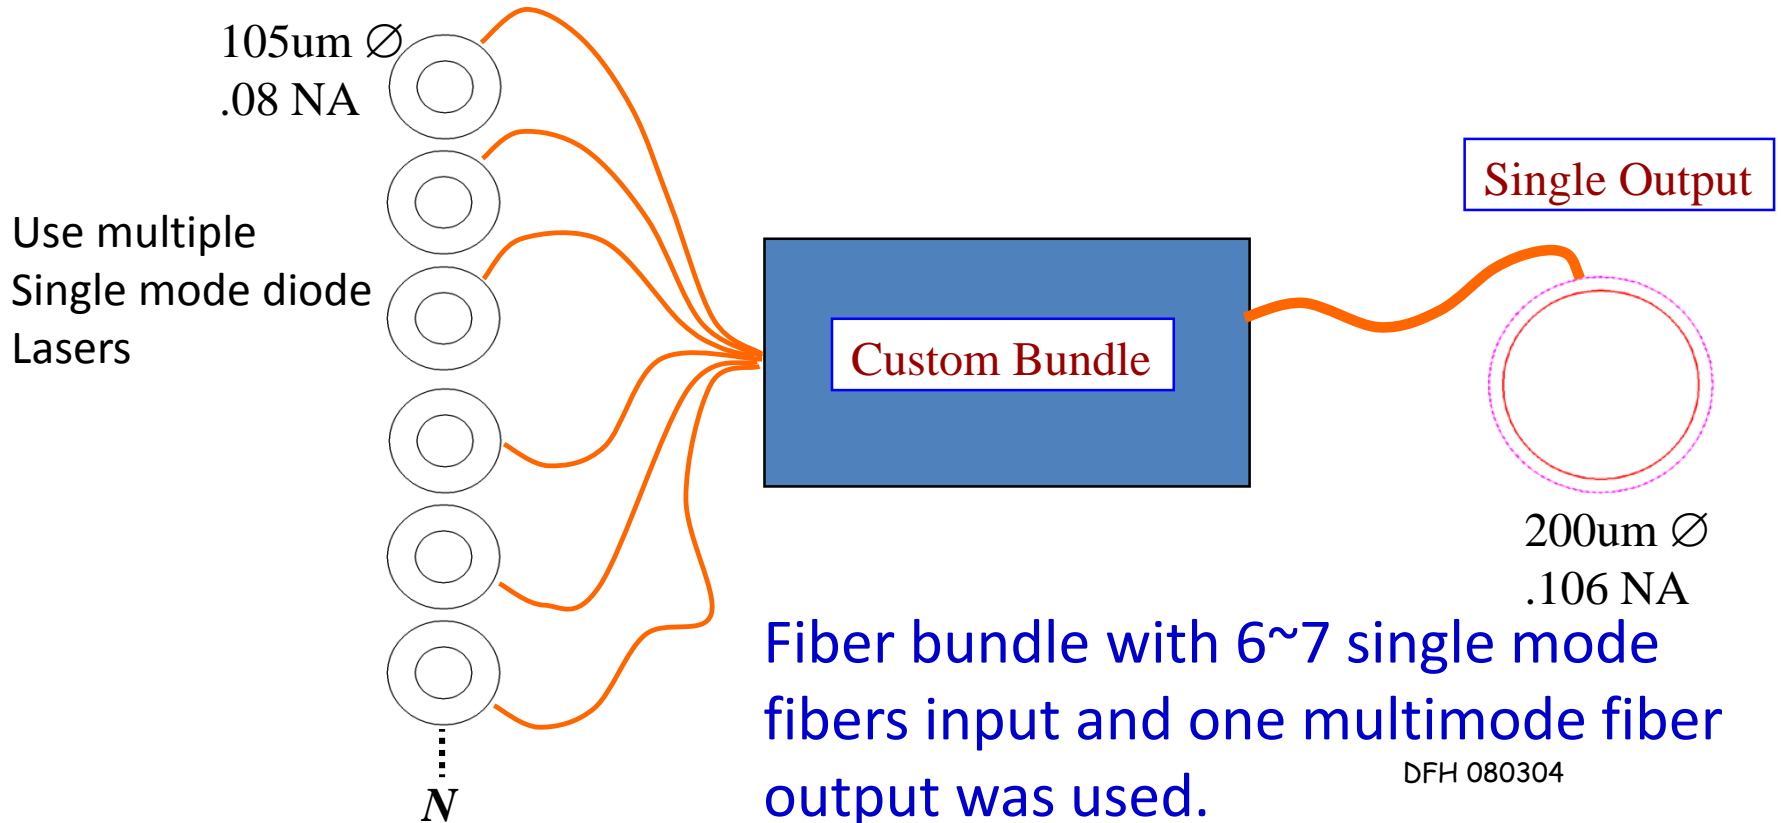 105um ∅
.08 NA
Use multiple
Single mode diode
Lasers
N
Custom Bundle
Single Output
200um ∅
.106 NA
Fiber bundle with 6~7 single mode
fibers input and one multimode fiber
output was used.
DFH 080304